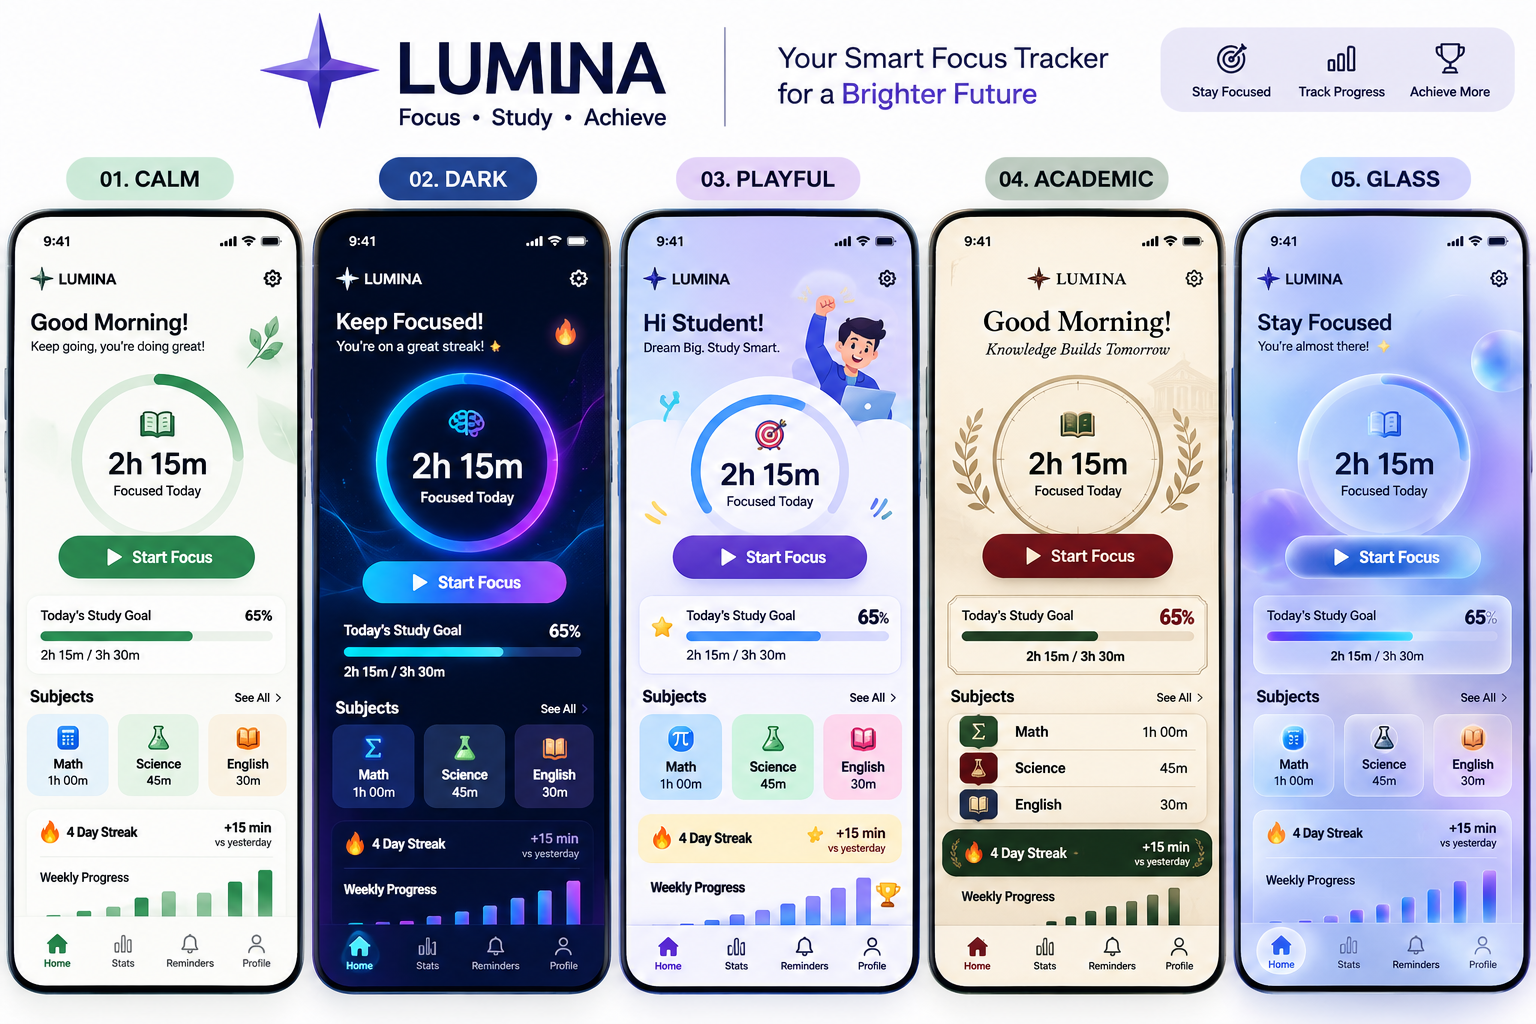 LUMINA
Focus • Study • Achieve
Your Smart Focus Tracker
for a Brighter Future
Stay Focused
Track Progress
Achieve More
01. CALM
9:41
LUMINA
Good Morning!
Keep going, you're doing great!
2h 15m
Focused Today
Start Focus
Today's Study Goal 65%
2h 15m / 3h 30m
Subjects See All >
Math
1h 00m
Science
45m
English
30m
4 Day Streak +15 min
vs yesterday
Weekly Progress
Home Stats Reminders Profile
02. DARK
9:41
LUMINA
Keep Focused!
You're on a great streak!
2h 15m
Focused Today
Start Focus
Today's Study Goal 65%
2h 15m / 3h 30m
Subjects See All >
Σ
Math
1h 00m
Science
45m
English
30m
4 Day Streak +15 min
vs yesterday
Weekly Progress
Home Stats Reminders Profile
03. PLAYFUL
9:41
LUMINA
Hi Student!
Dream Big. Study Smart.
2h 15m
Focused Today
Start Focus
Today's Study Goal 65%
2h 15m / 3h 30m
Subjects See All >
π
Math
1h 00m
Science
45m
English
30m
4 Day Streak +15 min
vs yesterday
Weekly Progress
Home Stats Reminders Profile
04. ACADEMIC
9:41
LUMINA
Good Morning!
Knowledge Builds Tomorrow
2h 15m
Focused Today
Start Focus
Today's Study Goal 65%
2h 15m / 3h 30m
Subjects See All >
Σ Math 1h 00m
Science 45m
English 30m
4 Day Streak +15 min
vs yesterday
Weekly Progress
Home Stats Reminders Profile
05. GLASS
9:41
LUMINA
Stay Focused
You're almost there!
2h 15m
Focused Today
Start Focus
Today's Study Goal 65%
2h 15m / 3h 30m
Subjects See All >
Math
1h 00m
Science
45m
English
30m
4 Day Streak +15 min
vs yesterday
Weekly Progress
Home Stats Reminders Profile